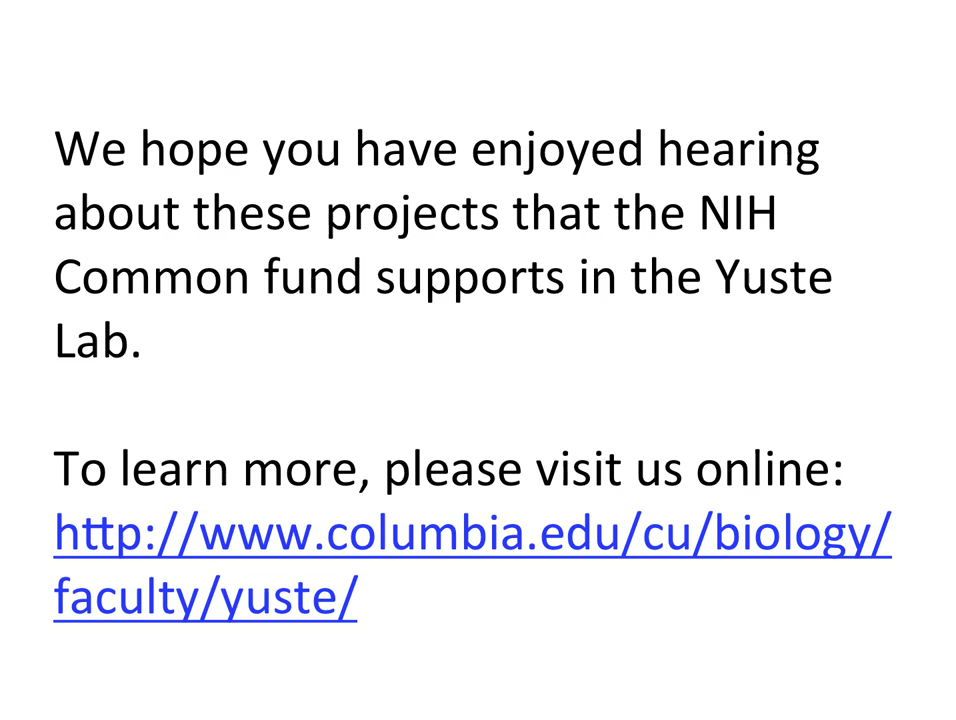 We hope you have enjoyed hearing
about these projects that the NIH
Common fund supports in the Yuste
Lab.
To learn more, please visit us online:
http://www.columbia.edu/cu/biology/
faculty/yuste/